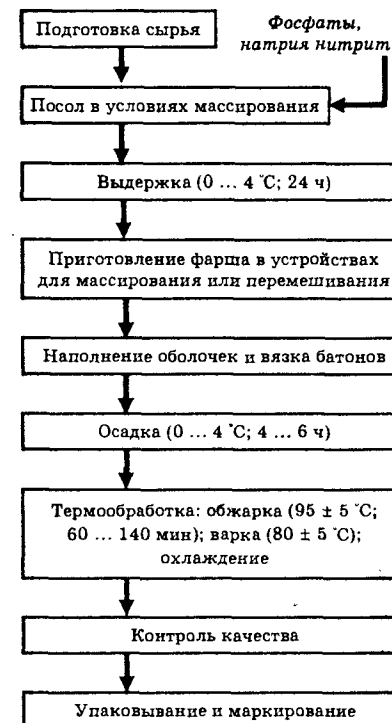 Подготовка сырья
Фосфаты,
натрия нитрит
Посол в условиях массирования
Выдержка (0 ... 4 °С; 24 ч)
Приготовление фарша в устройствах
для массирования или перемешивания
Наполнение оболочек и вязка батонов
Осадка (0 ... 4 °С; 4 ... 6 ч)
Термообработка: обжарка (95 ± 5 °С;
60 ... 140 мин); варка (80 ± 5 °С);
охлаждение
Контроль качества
Упаковывание и маркирование